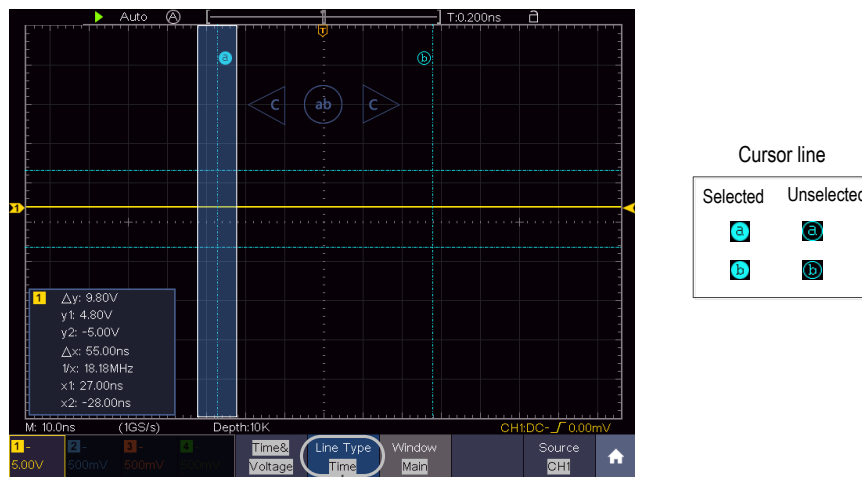 Auto A T:0.200ns
T
a b
C ab C
Cursor line
Selected Unselected
a a
b b
1
1 △y: 9.80V
y1: 4.80V
y2: -5.00V
△x: 55.00ns
1/x: 18.18MHz
x1: 27.00ns
x2: -28.00ns
M: 10.0ns (1GS/s) Depth:10K CH1:DC- 0.00mV
1 - 2 - 3 - 4 - Time& Line Type Window Source
5.00V 500mV 500mV Voltage Time Main CH1